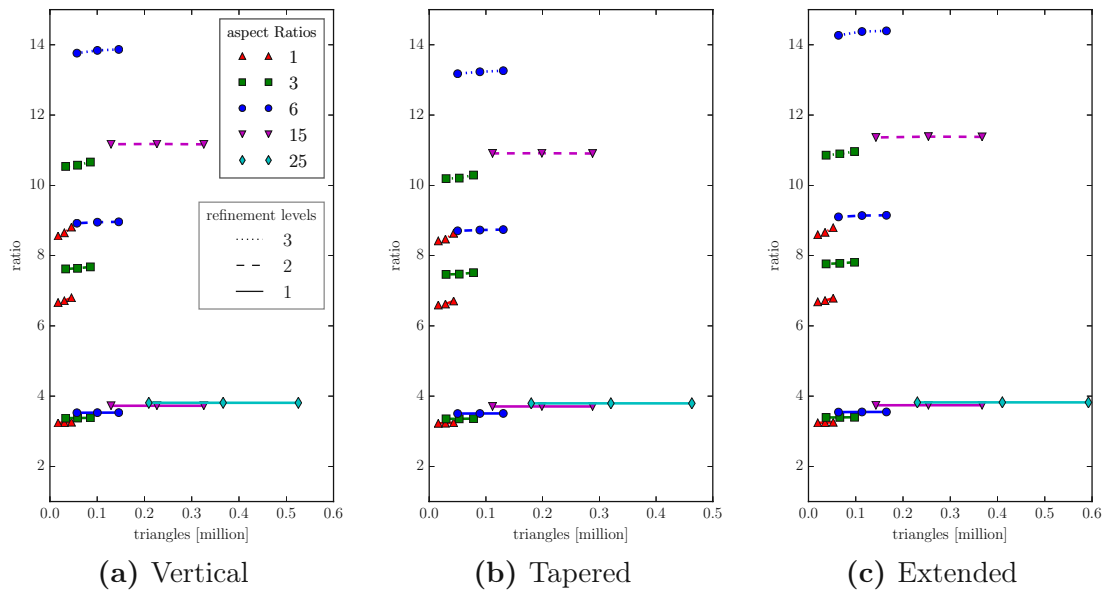 14
12
10
8
6
4
2
ratio
0.0 0.1 0.2 0.3 0.4 0.5 0.6
triangles [million]
aspect Ratios
1
3
6
15
25
refinement levels
3
2
1
(a) Vertical
14
12
10
8
6
4
2
ratio
0.0 0.1 0.2 0.3 0.4 0.5
triangles [million]
(b) Tapered
14
12
10
8
6
4
2
ratio
0.0 0.1 0.2 0.3 0.4 0.5 0.6
triangles [million]
(c) Extended